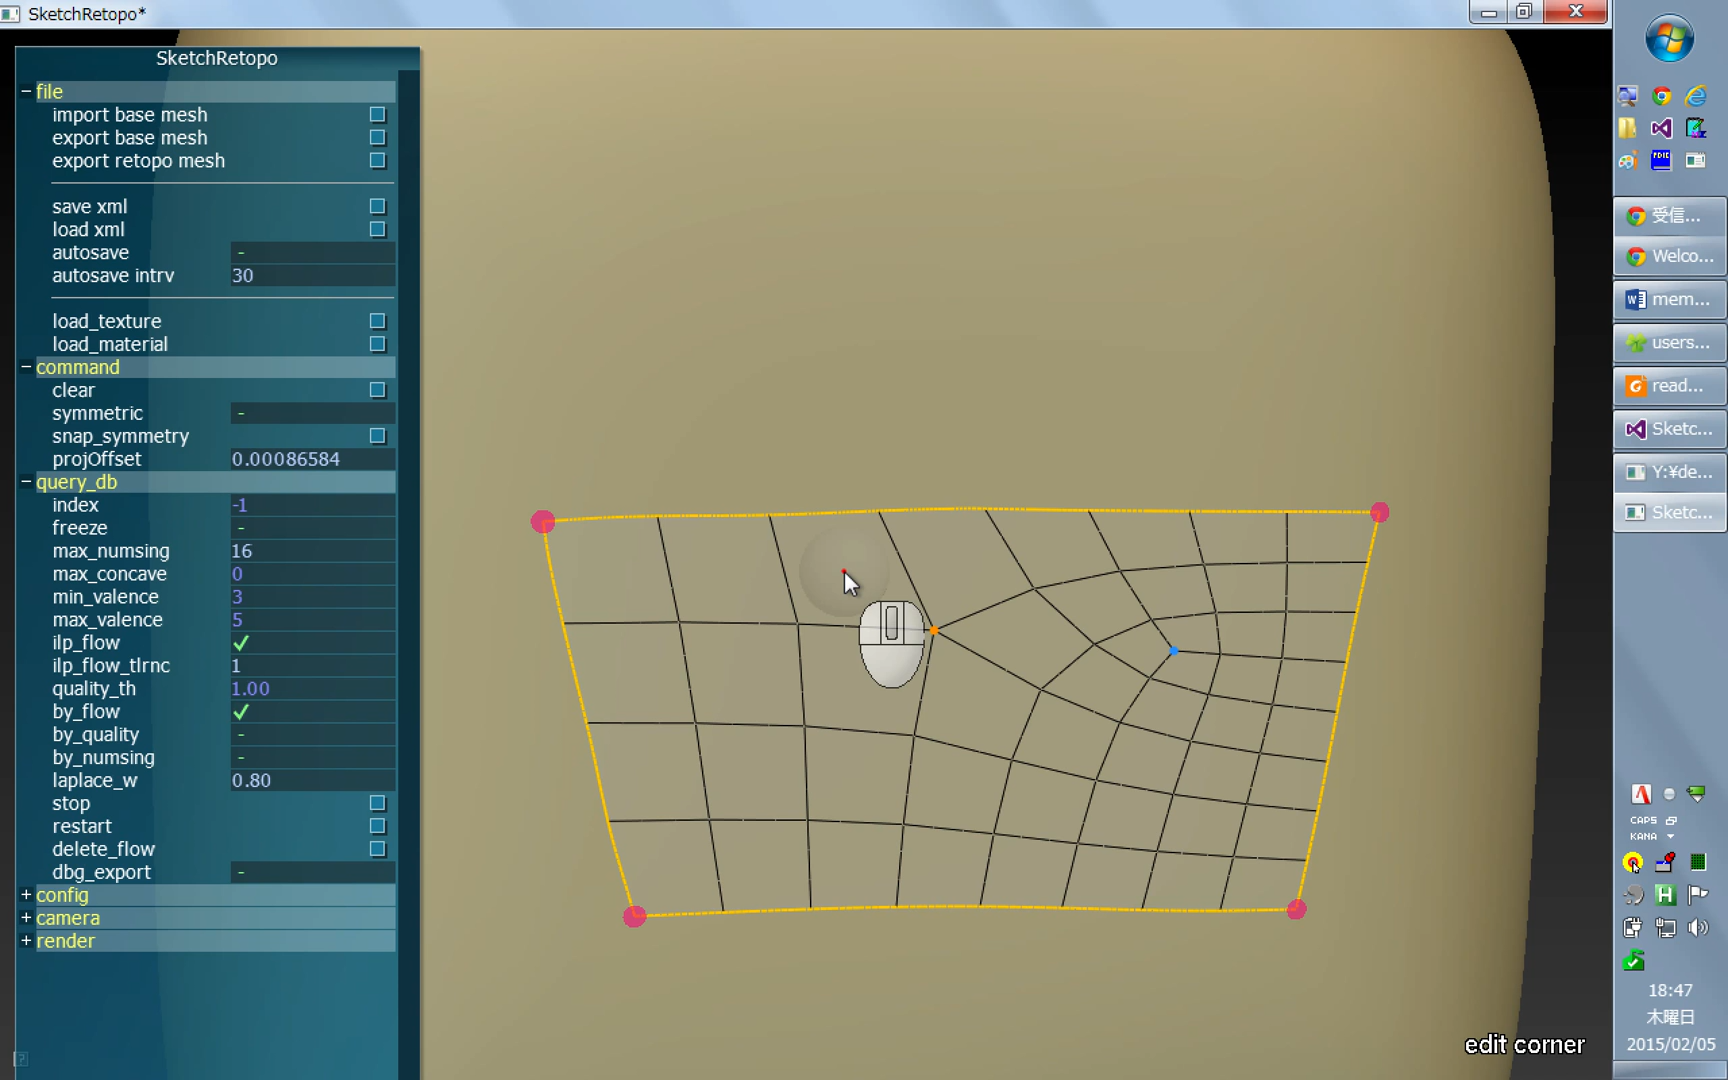 SketchRetopo*
SketchRetopo
− file
import base mesh
export base mesh
export retopo mesh
save xml
load xml
autosave -
autosave intrv 30
load_texture
load_material
− command
clear
symmetric -
snap_symmetry
projOffset 0.00086584
− query_db
index -1
freeze -
max_numsing 16
max_concave 0
min_valence 3
max_valence 5
ilp_flow ✓
ilp_flow_tlrnc 1
quality_th 1.00
by_flow ✓
by_quality -
by_numsing -
laplace_w 0.80
stop
restart
delete_flow
dbg_export -
+ config
+ camera
+ render
?
edit corner
PDIC
受信...
Welco...
mem...
users...
read...
Sketc...
Y:¥de...
Sketc...
CAPS
KANA
H
18:47
木曜日
2015/02/05